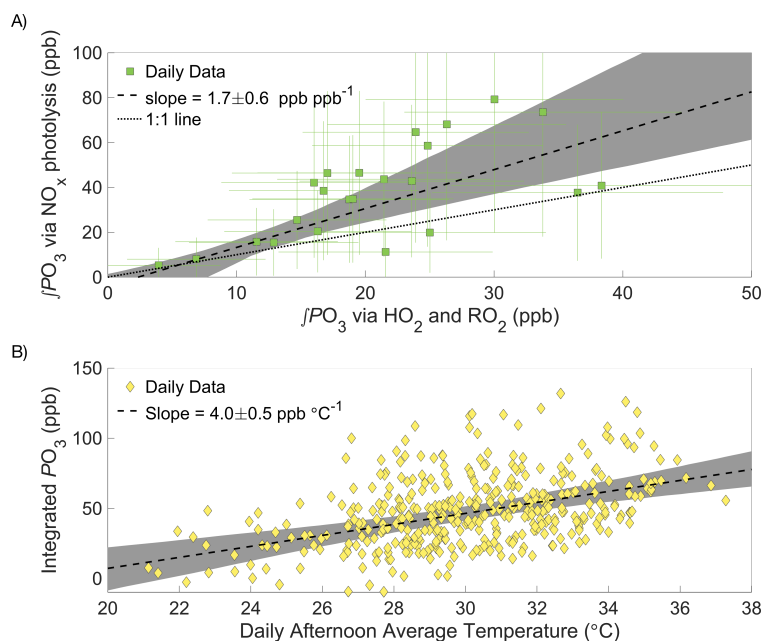 A)
∫PO3 via NOx photolysis (ppb)
100
80
60
40
20
0
Daily Data
slope = 1.7±0.6 ppb ppb-1
1:1 line
0 10 20 30 40 50
∫PO3 via HO2 and RO2 (ppb)
B)
Integrated PO3 (ppb)
150
100
50
0
Daily Data
Slope = 4.0±0.5 ppb °C-1
20 22 24 26 28 30 32 34 36 38
Daily Afternoon Average Temperature (°C)